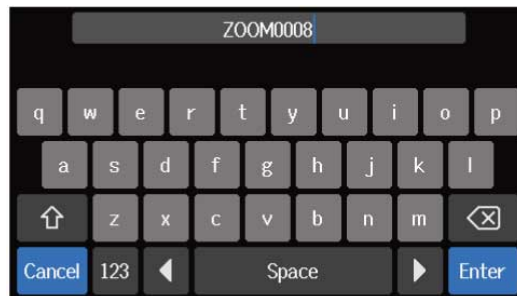 ZOOM0008
q w e r t y u i o p
a s d f g h j k l
z x c v b n m
Cancel 123 Space Enter